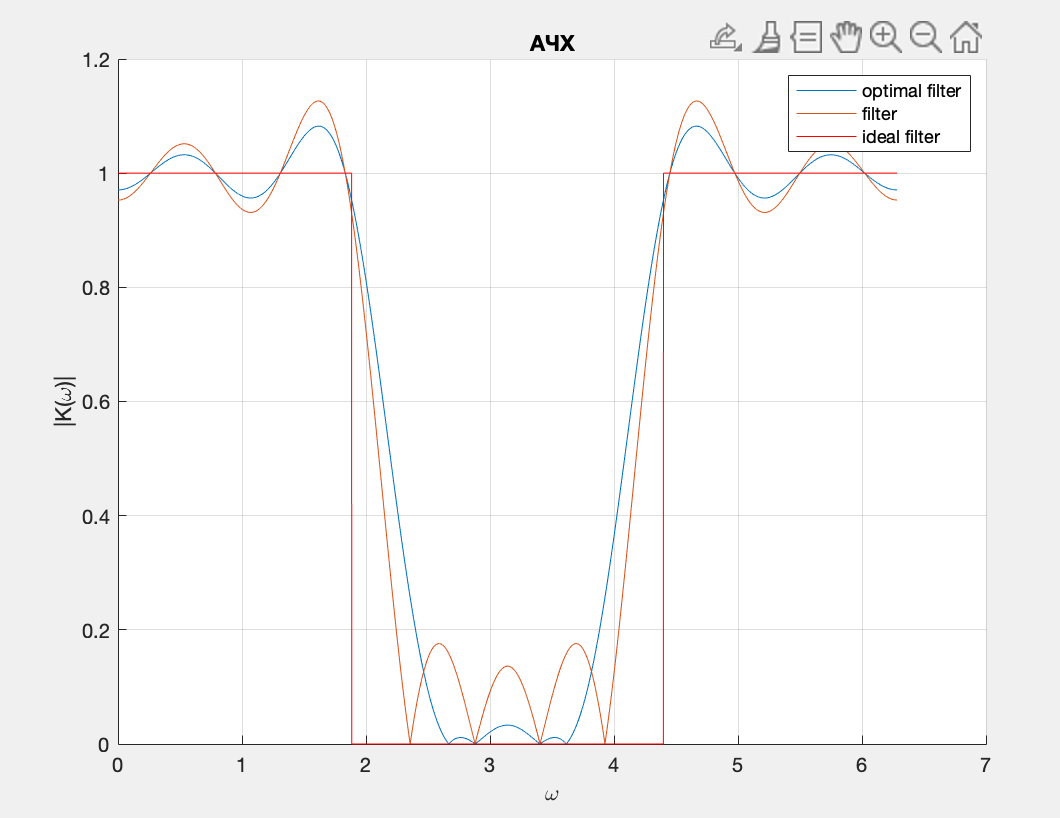 АЧХ
optimal filter
filter
ideal filter
|K(ω)|
1.2
1
0.8
0.6
0.4
0.2
0
0 1 2 3 4 5 6 7
ω